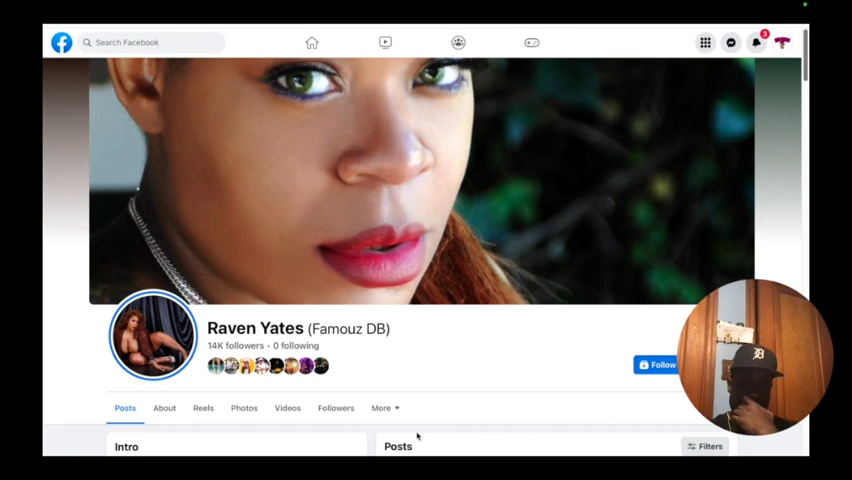 Search Facebook
3
Raven Yates (Famouz DB)
14K followers • 0 following
Follow
Posts About Reels Photos Videos Followers More
Intro
Posts
Filters
D